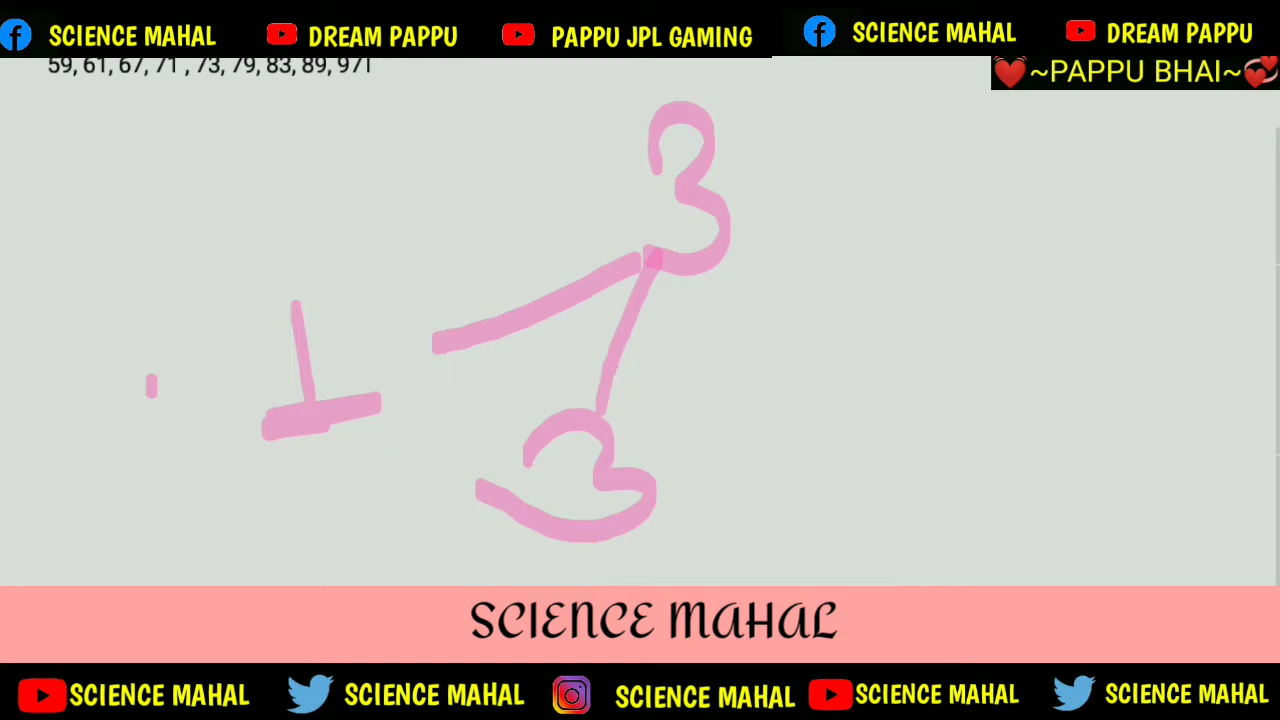 SCIENCE MAHAL DREAM PAPPU PAPPU JPL GAMING SCIENCE MAHAL DREAM PAPPU
59, 61, 67, 71 , 73, 79, 83, 89, 97।
~PAPPU BHAI~
3
1
3
SCIENCE MAHAL
SCIENCE MAHAL SCIENCE MAHAL SCIENCE MAHAL SCIENCE MAHAL SCIENCE MAHAL